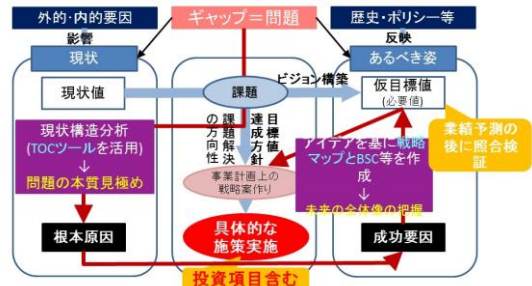 外的・内的要因
ギャップ＝問題
歴史・ポリシー等
影響
反映
現状
あるべき姿
ビジョン構築
現状値
課題
仮目標値
(必要値)
課題解決
の方向性
目標値
達成方針
現状構造分析
(TOCツールを活用)
↓
問題の本質見極め
事業計画上の
戦略案作り
アイデアを基に戦略
マップとBSC等を作
成
↓
未来の全体像の把握
業績予測の
後に照合検
証
根本原因
具体的な
施策実施
成功要因
投資項目含む